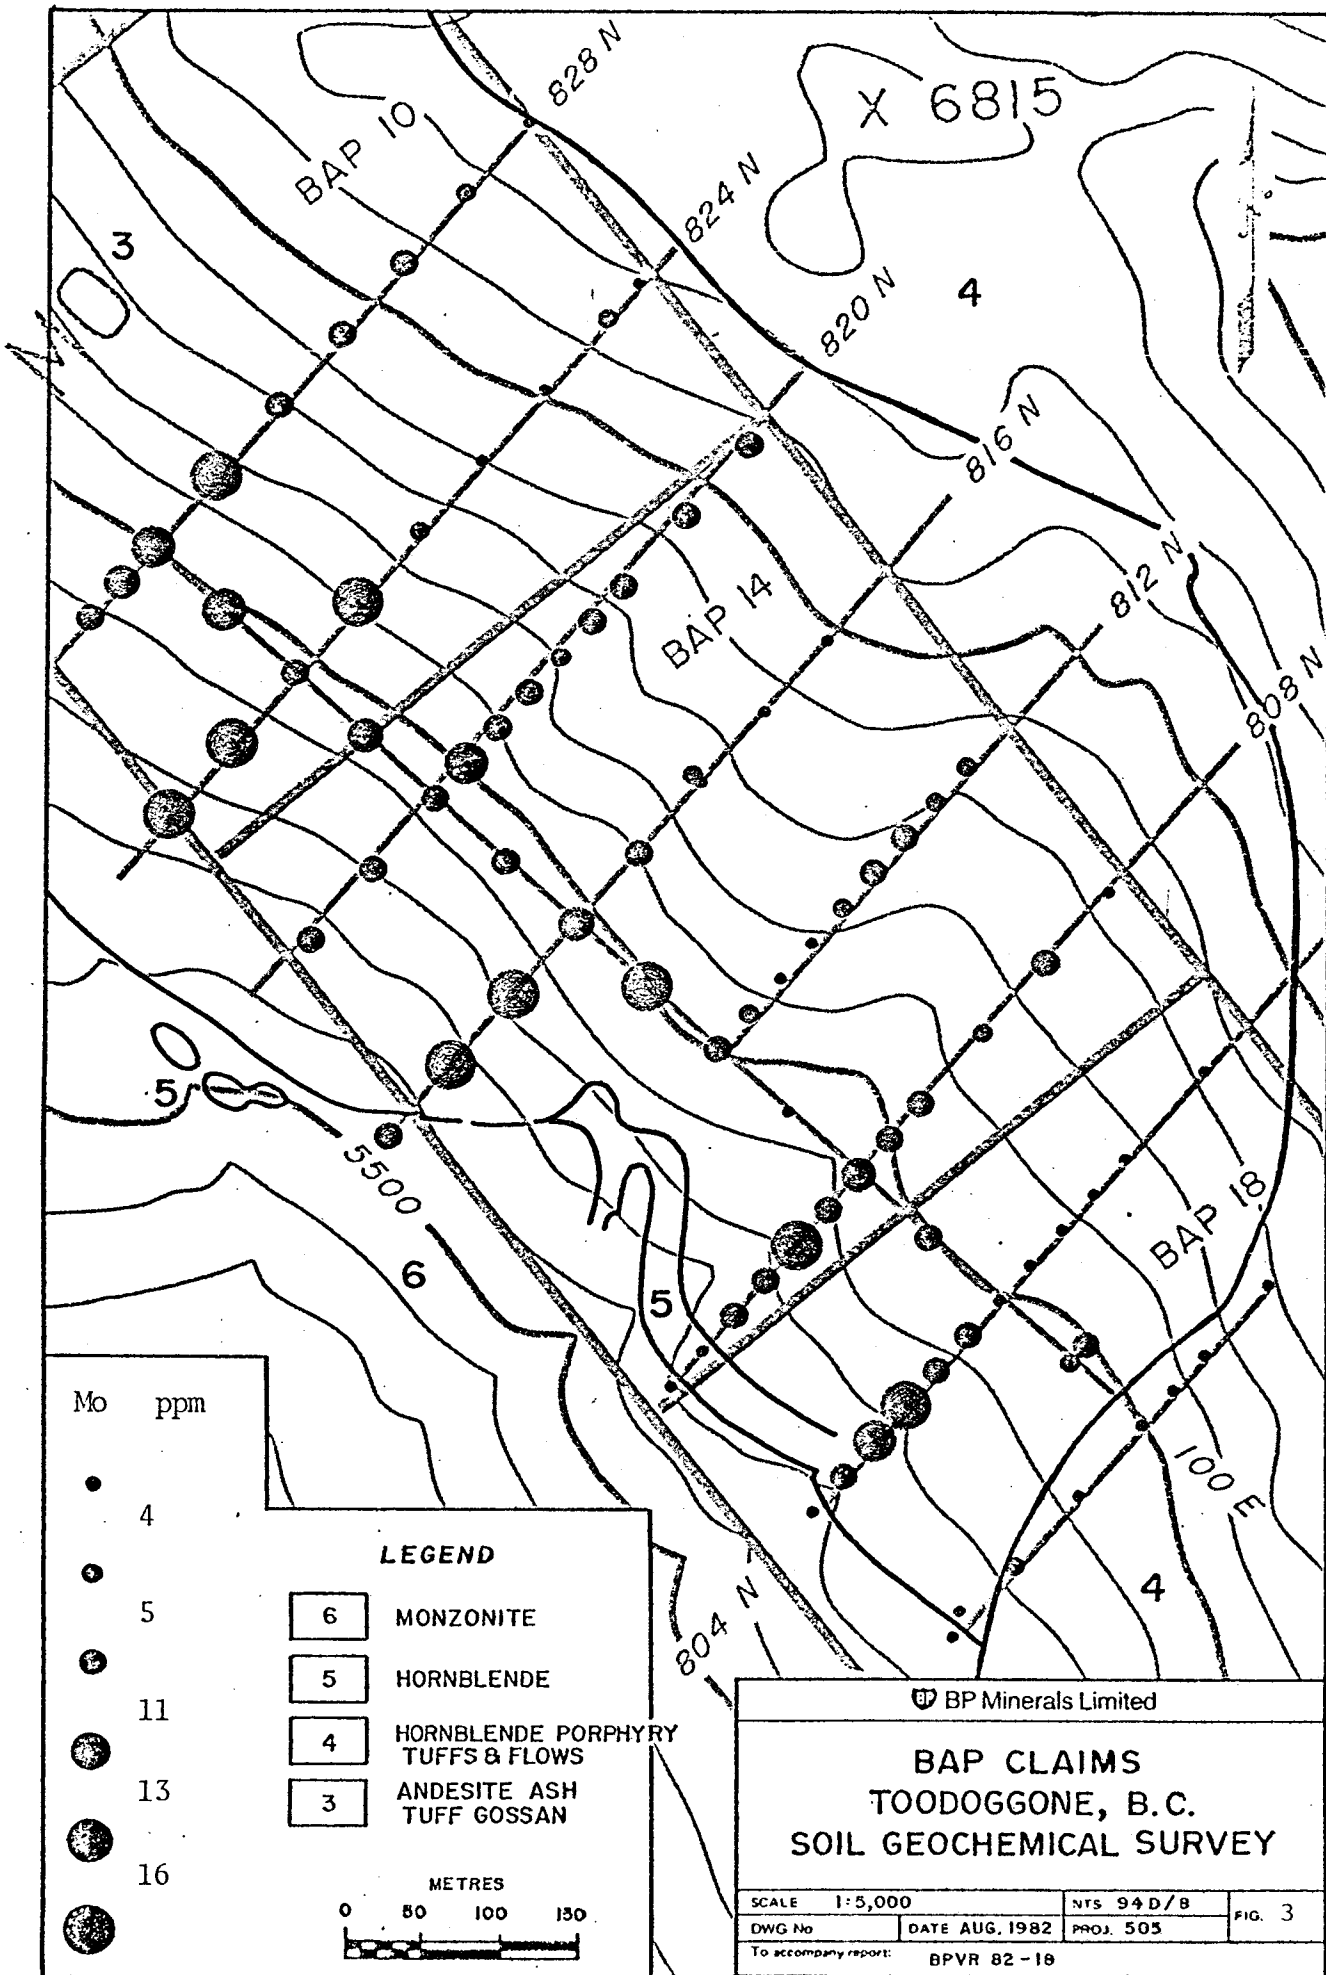 828 N
X 6815
BAP 10
824 N
3
820 N
4
816 N
812 N
BAP 14
808 N
5
5500
BAP 18
6
5
100 E
4
804 N
Mo ppm
4
5
11
13
16
LEGEND
6 MONZONITE
5 HORNBLENDE
4 HORNBLENDE PORPHYRY
TUFFS & FLOWS
3 ANDESITE ASH
TUFF GOSSAN
METRES
0 50 100 150
BP BP Minerals Limited
BAP CLAIMS
TOODOGGONE, B.C.
SOIL GEOCHEMICAL SURVEY
SCALE 1:5,000 NTS 94D/8 FIG. 3
DWG No DATE AUG, 1982 PROJ. 505
To accompany report: BPVR 82-18